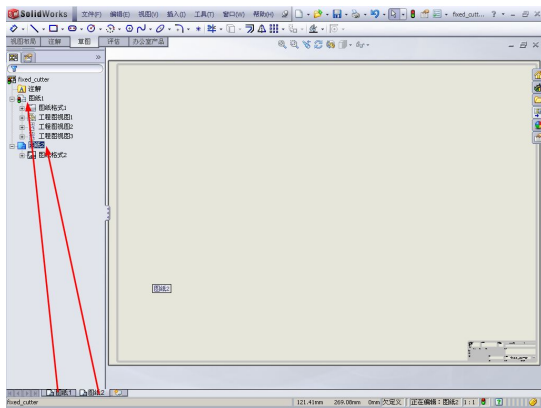 SolidWorks 文件(F) 编辑(E) 视图(V) 插入(I) 工具(T) 窗口(W) 帮助(H) fixed_cutt...
视图布局 注解 草图 评估 办公室产品
fixed_cutter
注解
图纸1
图纸格式1
工程图视图1
工程图视图2
工程图视图3
图纸格式2
图纸2
图纸1 图纸2
fixed_cutter 121.41mm 269.08mm 0mm 欠定义 正在编辑：图纸2 1:1